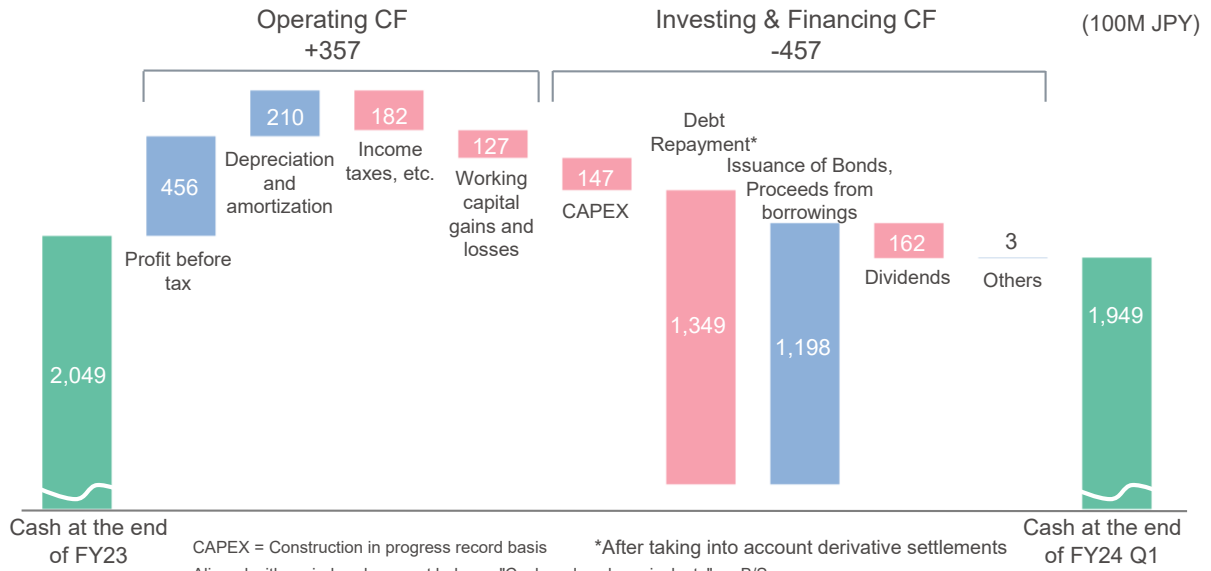 Operating CF
+357
Investing & Financing CF
-457
(100M JPY)
2,049
Cash at the end
of FY23
456
Profit before
tax
210
Depreciation
and
amortization
182
Income
taxes, etc.
127
Working
capital
gains and
losses
147
CAPEX
Debt
Repayment*
1,349
Issuance of Bonds,
Proceeds from
borrowings
1,198
162
Dividends
3
Others
1,949
Cash at the end
of FY24 Q1
CAPEX = Construction in progress record basis
*After taking into account derivative settlements